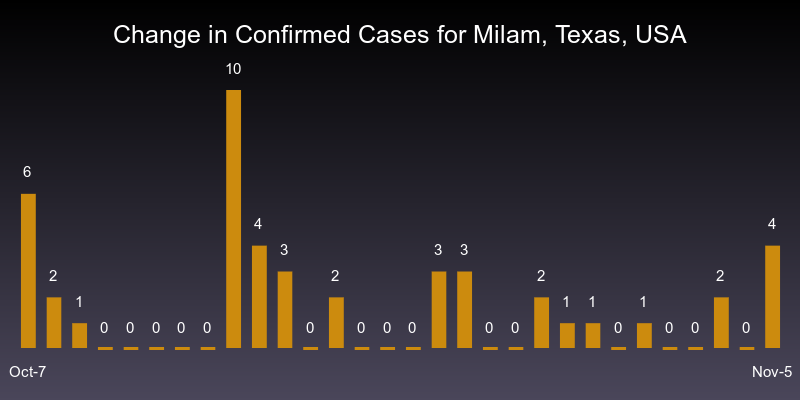 Change in Confirmed Cases for Milam, Texas, USA
6 2 1 0 0 0 0 0 10 4 3 0 2 0 0 0 3 3 0 0 2 1 1 0 1 0 0 2 0 4
Oct-7 Nov-5